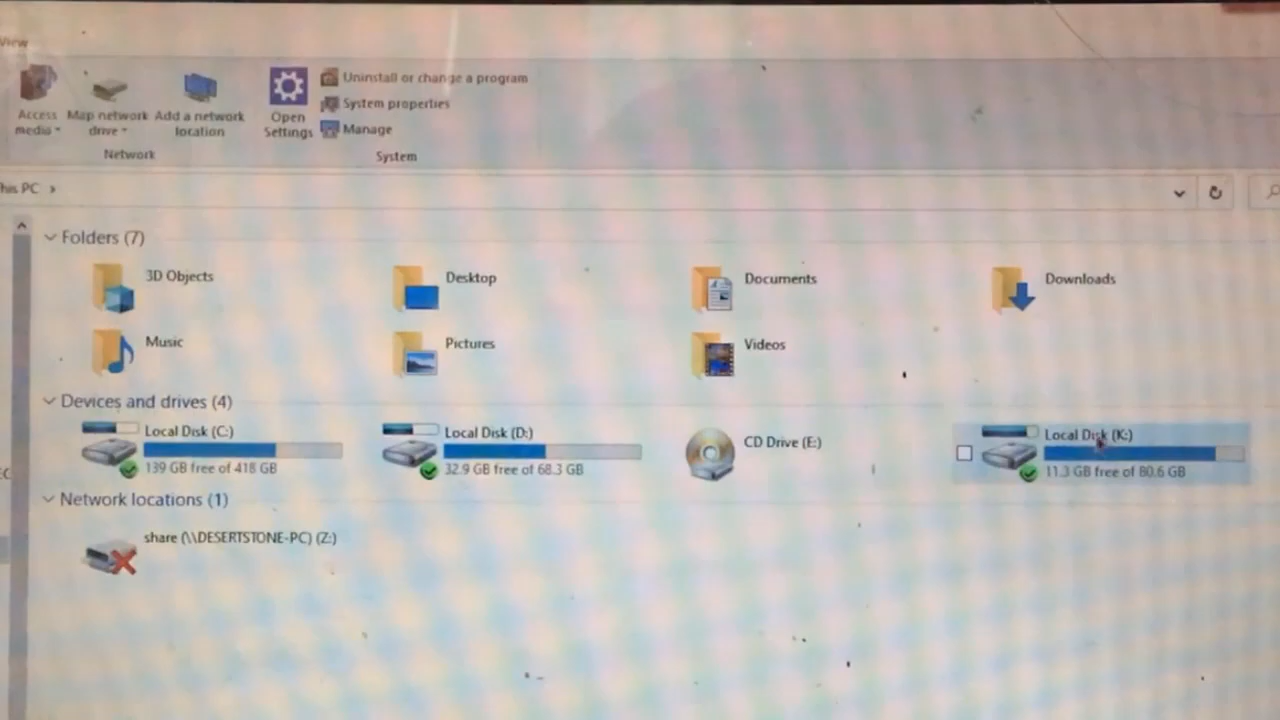 View
Access media
Map network drive
Add a network location
Open Settings
Uninstall or change a program
System properties
Manage
Network
System
his PC
Folders (7)
3D Objects
Desktop
Documents
Downloads
Music
Pictures
Videos
Devices and drives (4)
Local Disk (C:)
139 GB free of 418 GB
Local Disk (D:)
32.9 GB free of 68.3 GB
CD Drive (E:)
Local Disk (K:)
11.3 GB free of 80.6 GB
Network locations (1)
share (\\DESERTSTONE-PC) (Z:)